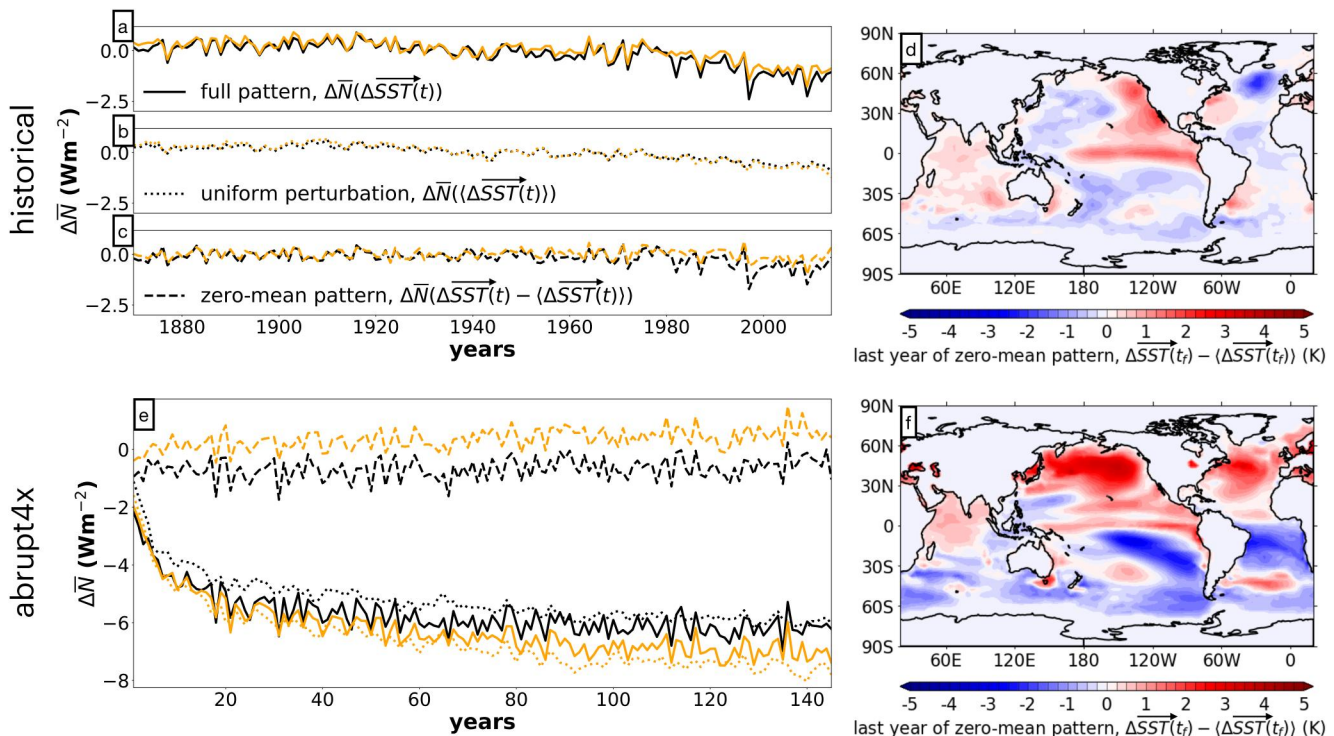 historical
ΔN̅ (Wm⁻²)
a
0.0
−2.5
full pattern, ΔN̅(ΔSST⃗(t))
b
0.0
−2.5
uniform perturbation, ΔN̅(⟨ΔSST⃗(t)⟩)
c
0.0
−2.5
zero-mean pattern, ΔN̅(ΔSST⃗(t) − ⟨ΔSST⃗(t)⟩)
1880 1900 1920 1940 1960 1980 2000
years
d
90N
60N
30N
0
30S
60S
90S
60E 120E 180 120W 60W 0
-5 -4 -3 -2 -1 0 1 2 3 4 5
last year of zero-mean pattern, ΔSST⃗(t_f) − ⟨ΔSST⃗(t_f)⟩ (K)
abrupt4x
ΔN̅ (Wm⁻²)
e
0
−2
−4
−6
−8
20 40 60 80 100 120 140
years
f
90N
60N
30N
0
30S
60S
90S
60E 120E 180 120W 60W 0
-5 -4 -3 -2 -1 0 1 2 3 4 5
last year of zero-mean pattern, ΔSST⃗(t_f) − ⟨ΔSST⃗(t_f)⟩ (K)